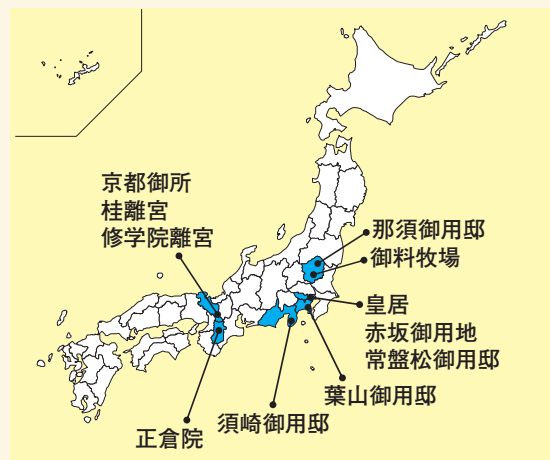 京都御所
桂離宮
修学院離宮
那須御用邸
御料牧場
皇居
赤坂御用地
常盤松御用邸
葉山御用邸
須崎御用邸
正倉院